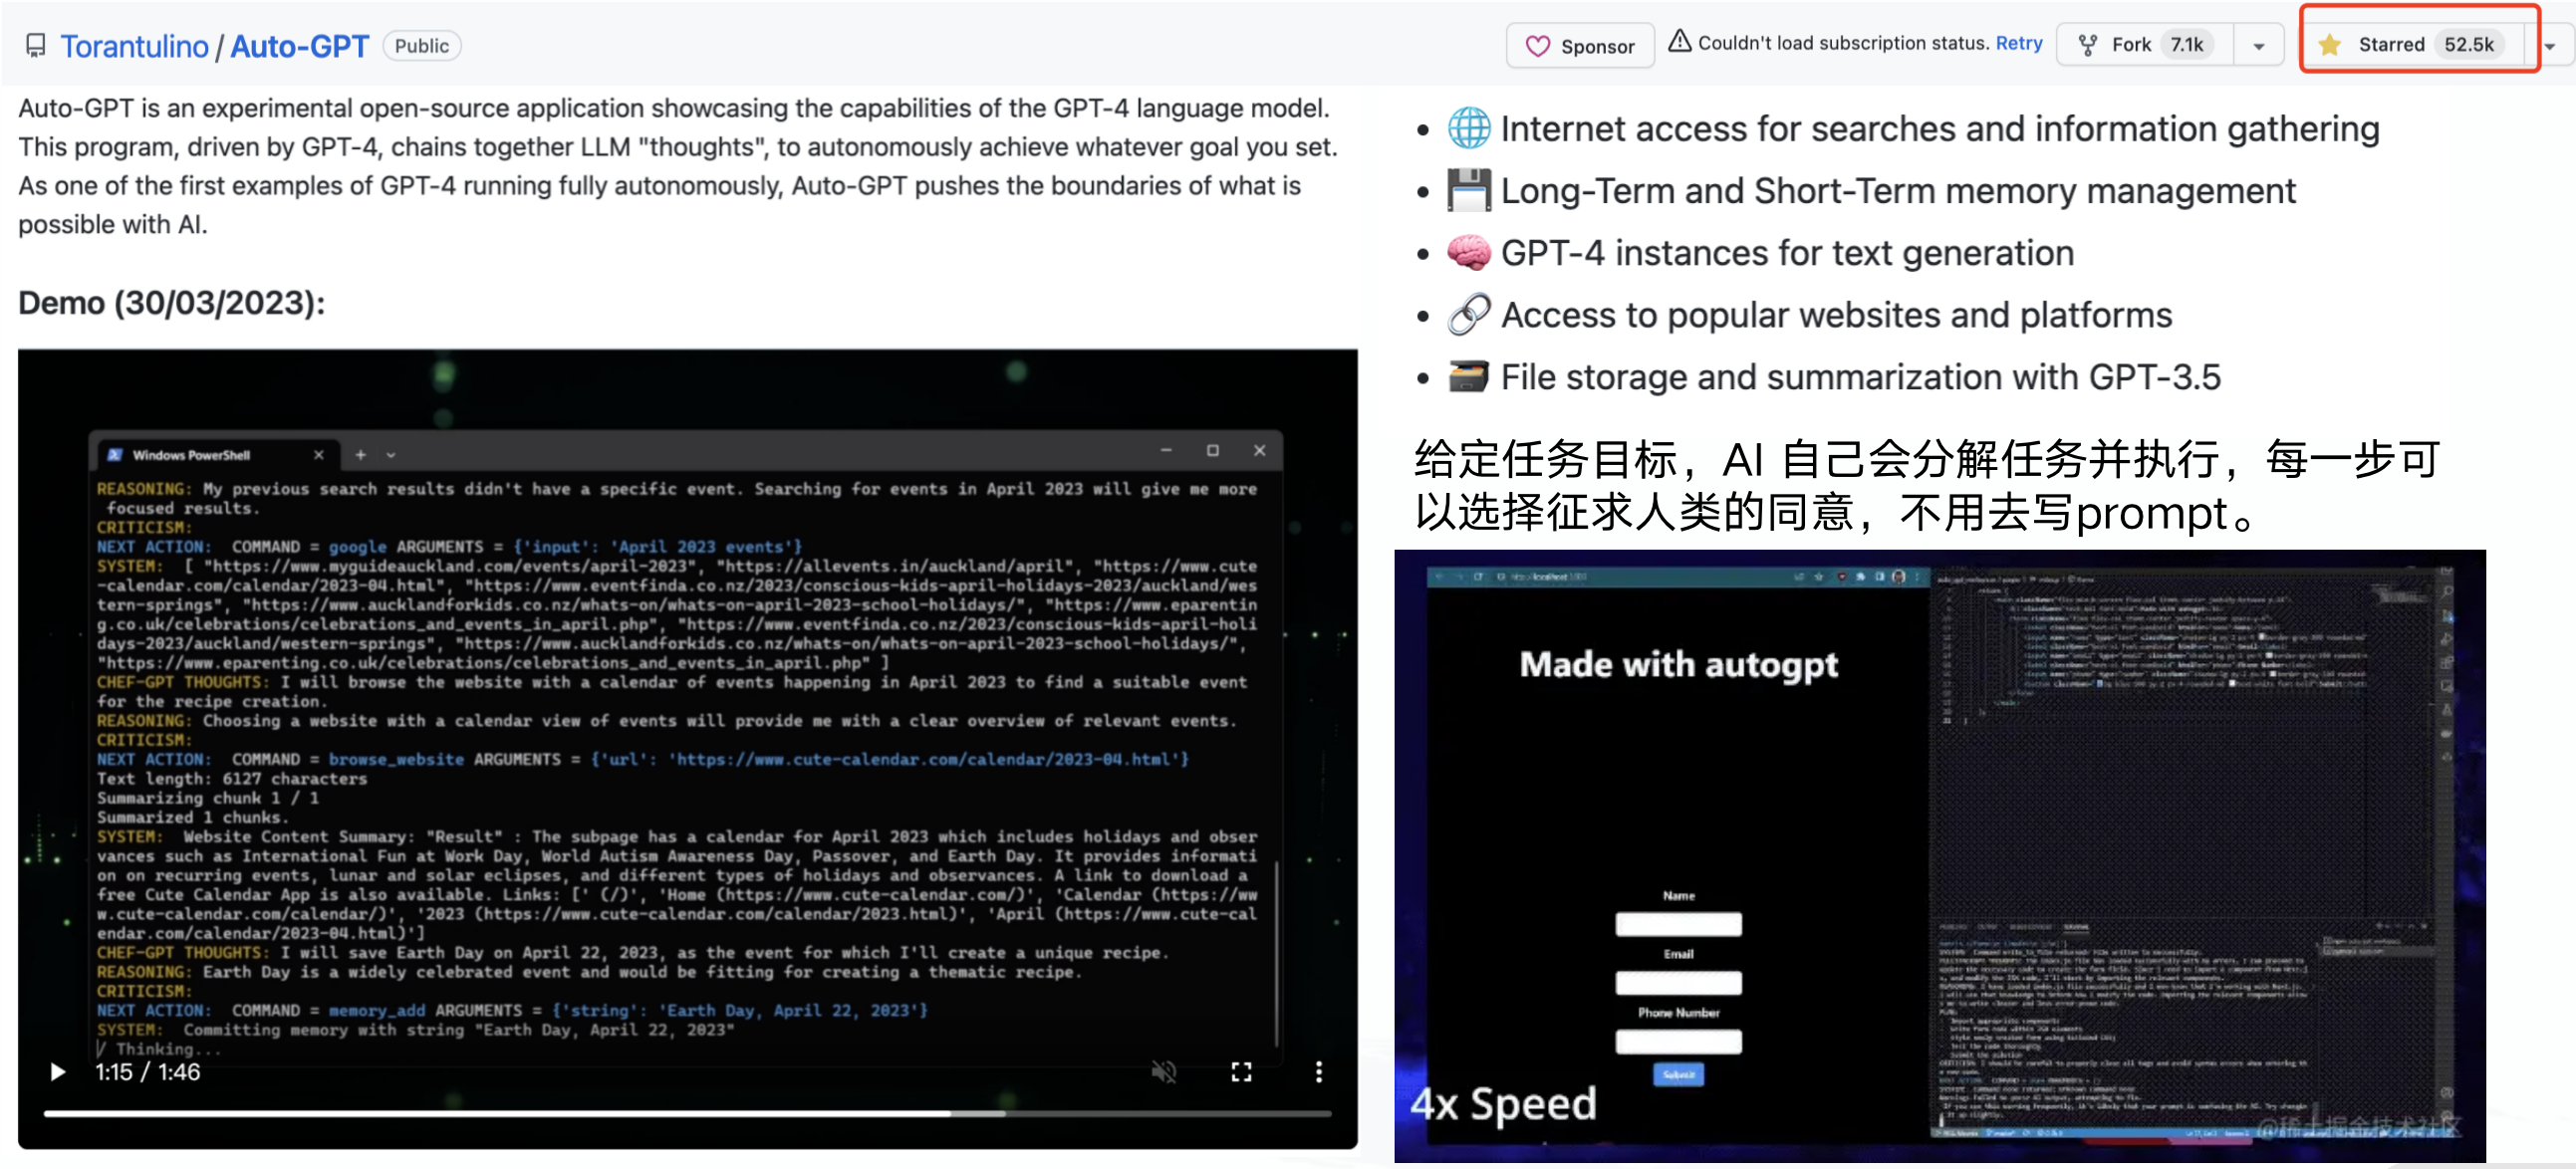 Torantulino / Auto-GPT Public
Sponsor
Couldn't load subscription status. Retry
Fork 7.1k
Starred 52.5k
Auto-GPT is an experimental open-source application showcasing the capabilities of the GPT-4 language model.
This program, driven by GPT-4, chains together LLM "thoughts", to autonomously achieve whatever goal you set.
As one of the first examples of GPT-4 running fully autonomously, Auto-GPT pushes the boundaries of what is
possible with AI.
Demo (30/03/2023):
Windows PowerShell
REASONING: My previous search results didn't have a specific event. Searching for events in April 2023 will give me more
focused results.
CRITICISM:
NEXT ACTION: COMMAND = google ARGUMENTS = {'input': 'April 2023 events'}
SYSTEM: [ "https://www.myguideauckland.com/events/april-2023", "https://allevents.in/auckland/april", "https://www.cute
-calendar.com/calendar/2023-04.html", "https://www.eventfinda.co.nz/2023/conscious-kids-april-holidays-2023/auckland/wes
tern-springs", "https://www.aucklandforkids.co.nz/whats-on/whats-on-april-2023-school-holidays/", "https://www.eparentin
g.co.uk/celebrations/celebrations_and_events_in_april.php", "https://www.eventfinda.co.nz/2023/conscious-kids-april-holi
days-2023/auckland/western-springs", "https://www.aucklandforkids.co.nz/whats-on/whats-on-april-2023-school-holidays/",
"https://www.eparenting.co.uk/celebrations/celebrations_and_events_in_april.php" ]
CHEF-GPT THOUGHTS: I will browse the website with a calendar of events happening in April 2023 to find a suitable event
for the recipe creation.
REASONING: Choosing a website with a calendar view of events will provide me with a clear overview of relevant events.
CRITICISM:
NEXT ACTION: COMMAND = browse_website ARGUMENTS = {'url': 'https://www.cute-calendar.com/calendar/2023-04.html'}
Text length: 6127 characters
Summarizing chunk 1 / 1
Summarized 1 chunks.
SYSTEM: Website Content Summary: "Result" : The subpage has a calendar for April 2023 which includes holidays and obser
vances such as International Fun at Work Day, World Autism Awareness Day, Passover, and Earth Day. It provides informati
on on recurring events, lunar and solar eclipses, and different types of holidays and observances. A link to download a
free Cute Calendar App is also available. Links: [' (/)', 'Home (https://www.cute-calendar.com/)', 'Calendar (https://ww
w.cute-calendar.com/calendar/)', '2023 (https://www.cute-calendar.com/calendar/2023.html)', 'April (https://www.cute-cal
endar.com/calendar/2023-04.html)']
CHEF-GPT THOUGHTS: I will save Earth Day on April 22, 2023, as the event for which I'll create a unique recipe.
REASONING: Earth Day is a widely celebrated event and would be fitting for creating a thematic recipe.
CRITICISM:
NEXT ACTION: COMMAND = memory_add ARGUMENTS = {'string': 'Earth Day, April 22, 2023'}
SYSTEM: Committing memory with string "Earth Day, April 22, 2023"
/ Thinking...
1:15 / 1:46
• 🌐 Internet access for searches and information gathering
• 💾 Long-Term and Short-Term memory management
• 🧠 GPT-4 instances for text generation
• 🔗 Access to popular websites and platforms
• 🗃️ File storage and summarization with GPT-3.5
给定任务目标，AI 自己会分解任务并执行，每一步可
以选择征求人类的同意，不用去写prompt。
Made with autogpt
Name
Email
Phone Number
Submit
4x Speed
@稀土掘金技术社区